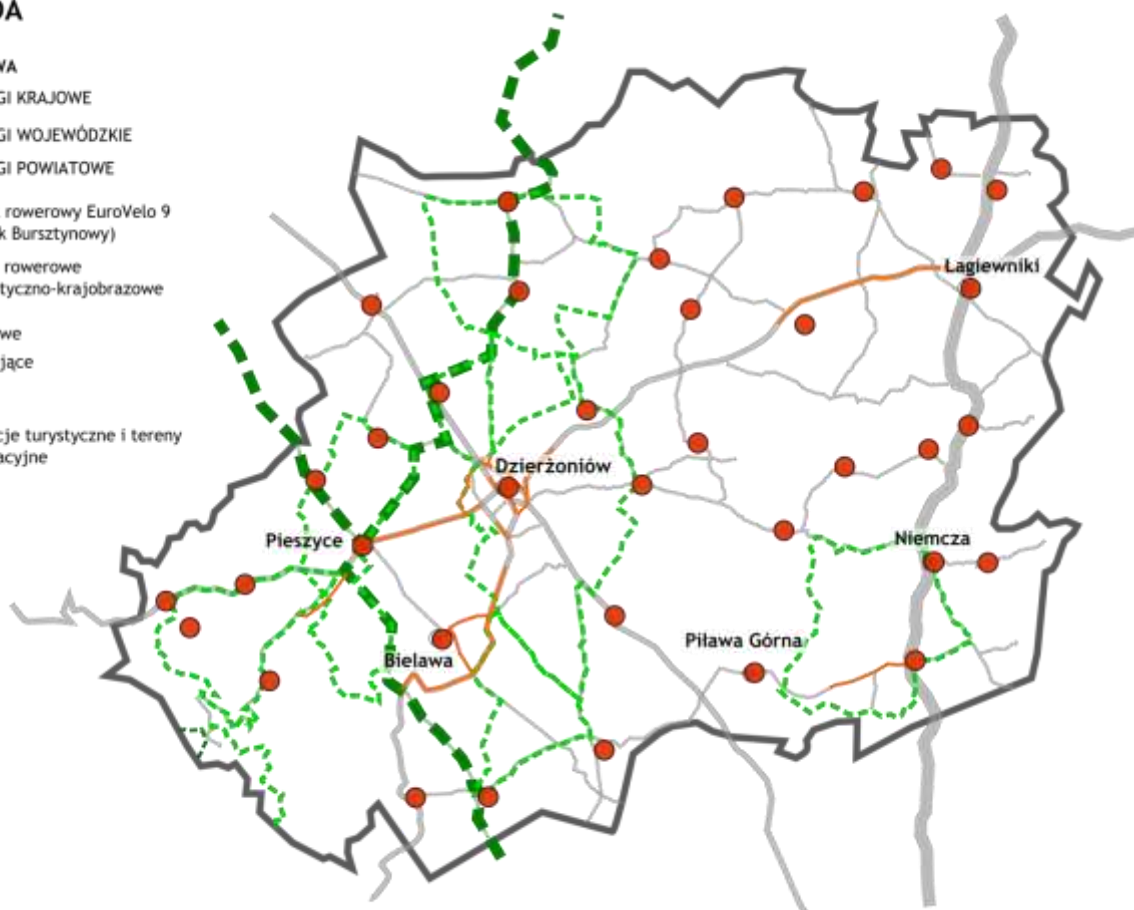 DA
WA
GI KRAJOWE
GI WOJEWÓDZKIE
GI POWIATOWE
rowerowy EuroVelo 9
k Bursztynowy)
rowerowe
tyczno-krajobrazowe
we
jące
cje turystyczne i tereny
acyjne
Łagiewniki
Dzierżoniów
Pieszyce
Niemcza
Piława Górna
Bielawa